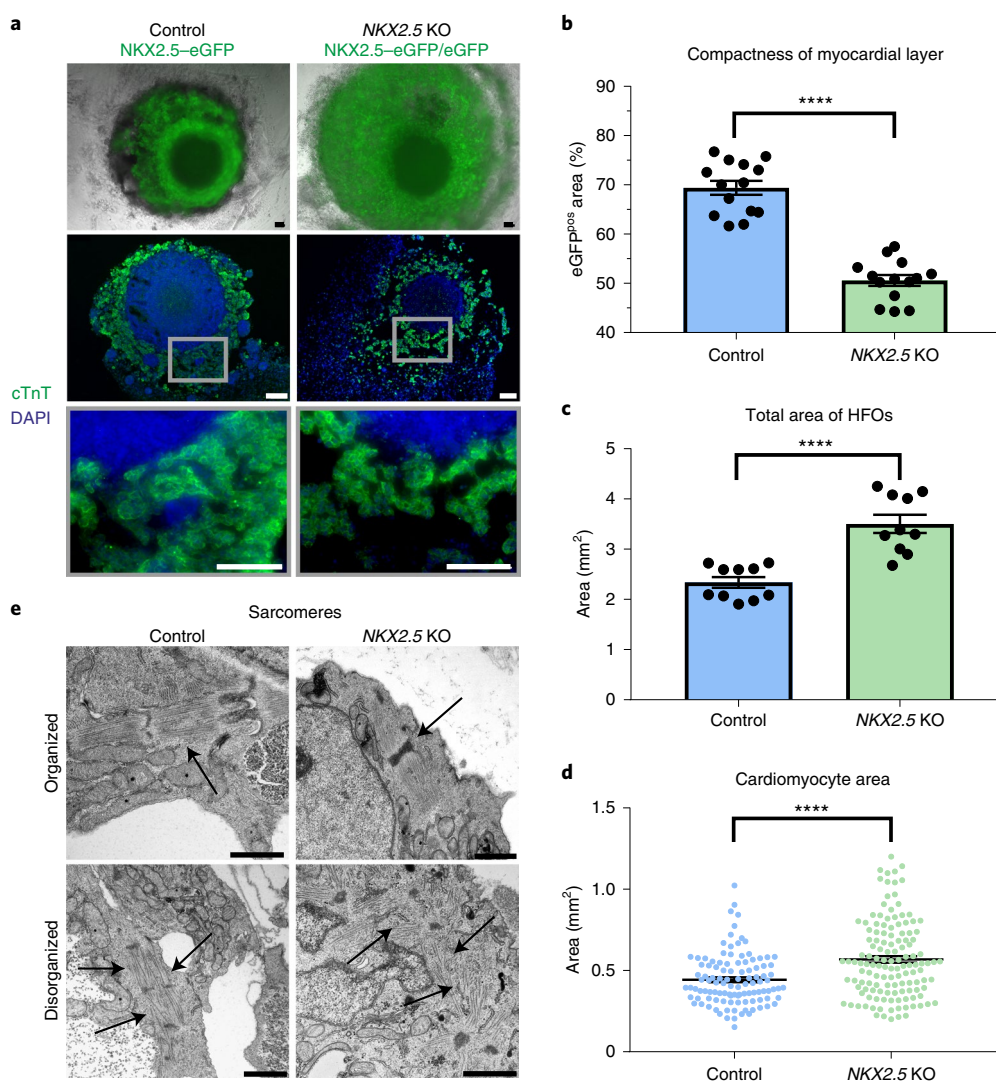 a
Control
NKX2.5–eGFP
NKX2.5 KO
NKX2.5–eGFP/eGFP
cTnT
DAPI
b
Compactness of myocardial layer
****
eGFPpos area (%)
90
80
70
60
50
40
Control
NKX2.5 KO
c
Total area of HFOs
****
Area (mm2)
5
4
3
2
1
0
Control
NKX2.5 KO
e
Sarcomeres
Control
NKX2.5 KO
Organized
Disorganized
d
Cardiomyocyte area
****
Area (mm2)
1.5
1.0
0.5
0
Control
NKX2.5 KO